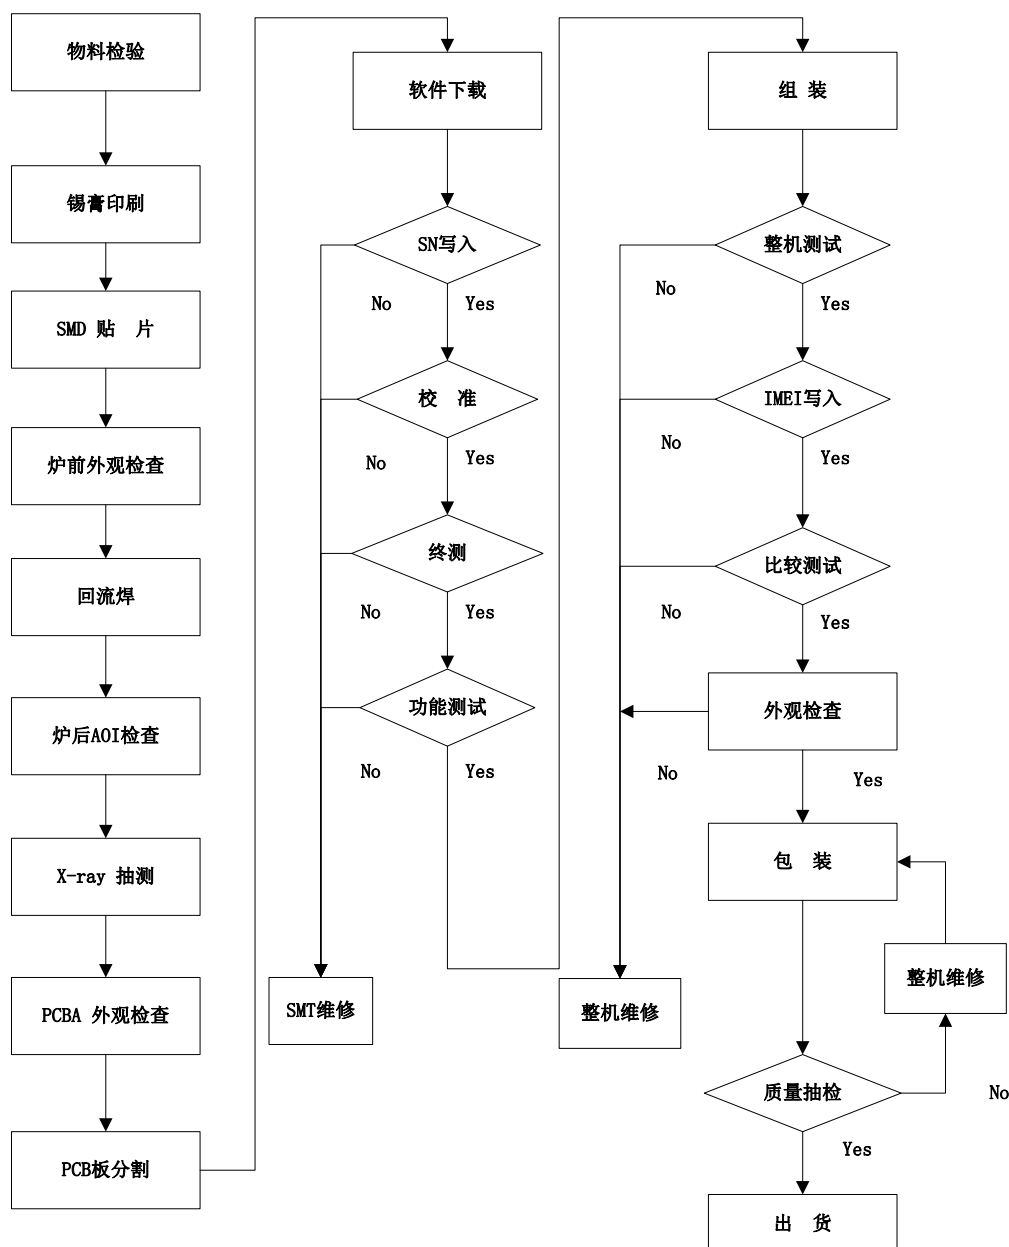 物料检验
锡膏印刷
SMD 贴 片
炉前外观检查
回流焊
炉后AOI检查
X-ray 抽测
PCBA 外观检查
PCB板分割
软件下载
SN写入
No
Yes
校 准
No
Yes
终测
No
Yes
功能测试
No
Yes
SMT维修
组 装
整机测试
No
Yes
IMEI写入
No
Yes
比较测试
No
Yes
外观检查
No
Yes
包 装
整机维修
整机维修
质量抽检
No
Yes
出 货